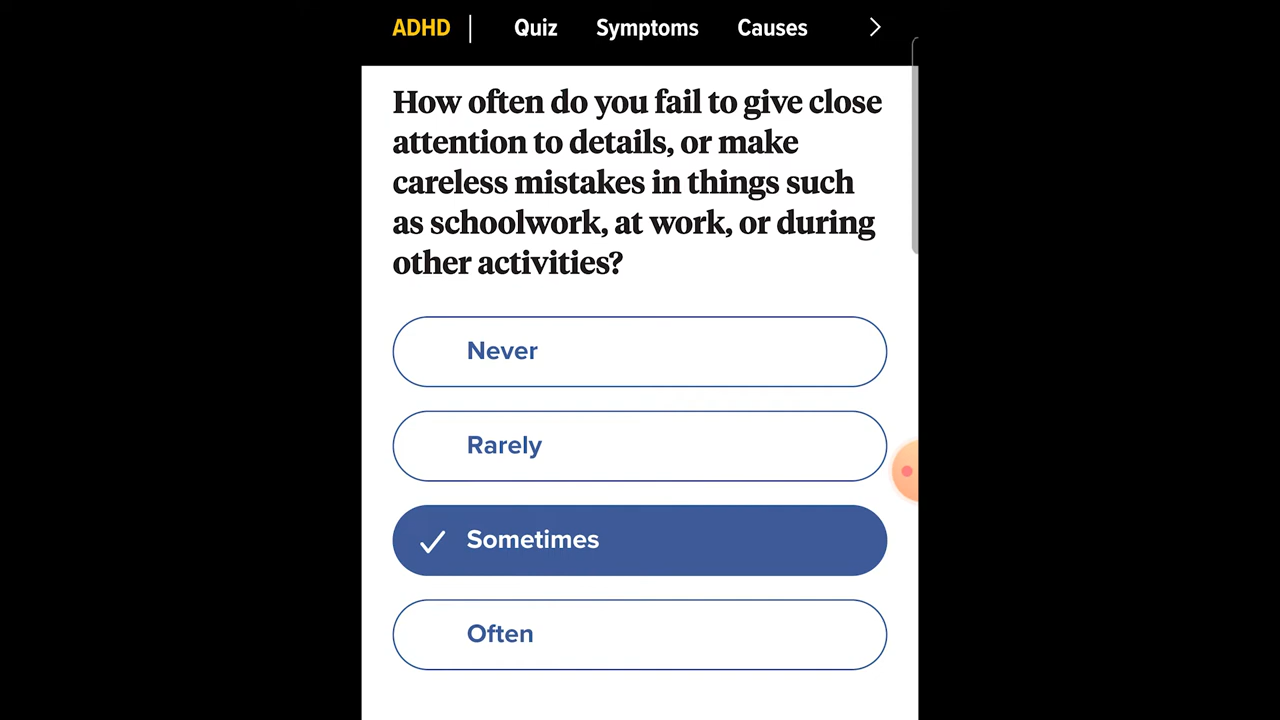 ADHD | Quiz Symptoms Causes
How often do you fail to give close
attention to details, or make
careless mistakes in things such
as schoolwork, at work, or during
other activities?
Never
Rarely
Sometimes
Often